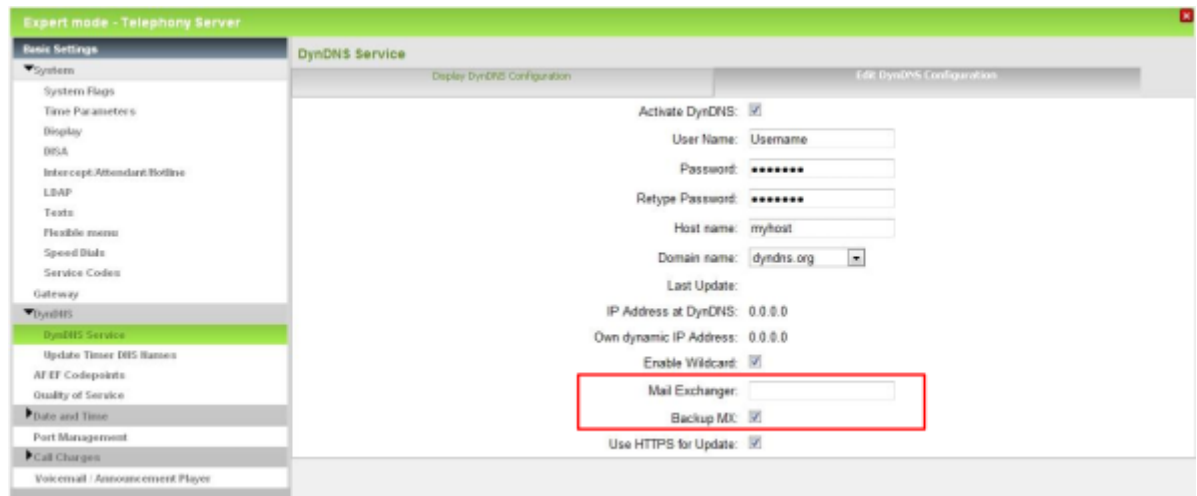 Expert mode - Telephony Server
Basic Settings
System
System Flags
Time Parameters
Display
DISA
Intercept/Attendant/Hotline
LDAP
Texts
Flexible menu
Speed Dials
Service Codes
Gateway
DynDNS
DynDNS Service
Update Timer DNS Names
AF/EF Codepoints
Quality of Service
Date and Time
Port Management
Call Charges
Voicemail / Announcement Player
DynDNS Service
Display DynDNS Configuration
Edit DynDNS Configuration
Activate DynDNS:
User Name: Username
Password: •••••••
Retype Password: •••••••
Host name: myhost
Domain name: dyndns.org
Last Update:
IP Address at DynDNS: 0.0.0.0
Own dynamic IP Address: 0.0.0.0
Enable Wildcard:
Mail Exchanger:
Backup MX:
Use HTTPS for Update: